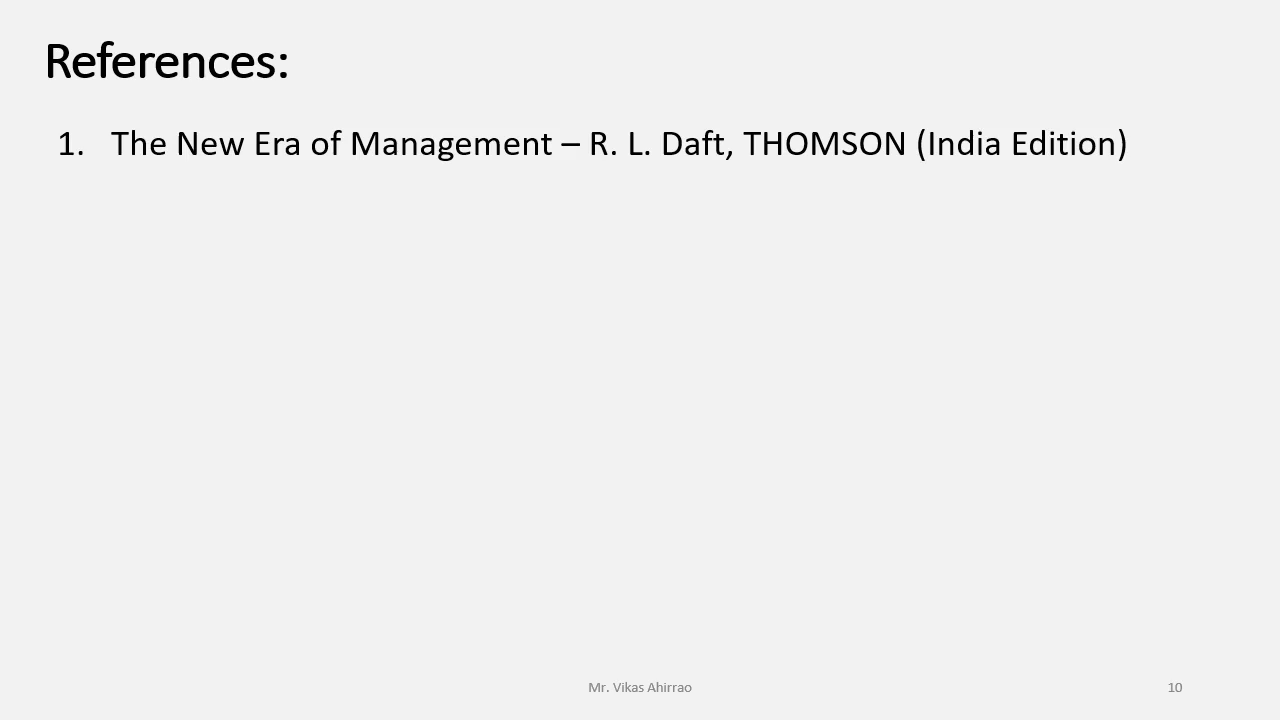 References:
1. The New Era of Management – R. L. Daft, THOMSON (India Edition)
Mr. Vikas Ahirrao
10